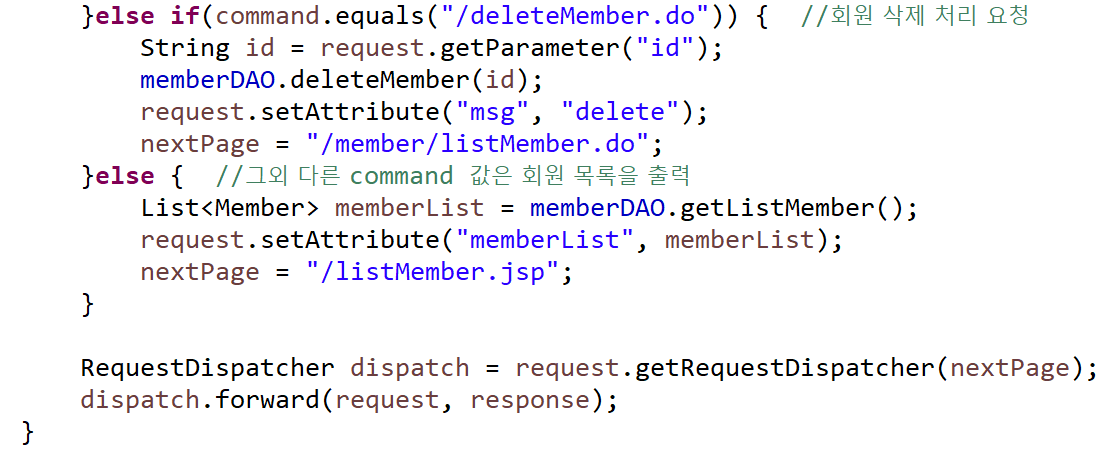 }else if(command.equals("/deleteMember.do")) {  //회원 삭제 처리 요청
    String id = request.getParameter("id");
    memberDAO.deleteMember(id);
    request.setAttribute("msg", "delete");
    nextPage = "/member/listMember.do";
}else {  //그외 다른 command 값은 회원 목록을 출력
    List<Member> memberList = memberDAO.getListMember();
    request.setAttribute("memberList", memberList);
    nextPage = "/listMember.jsp";
}
RequestDispatcher dispatch = request.getRequestDispatcher(nextPage);
dispatch.forward(request, response);
}